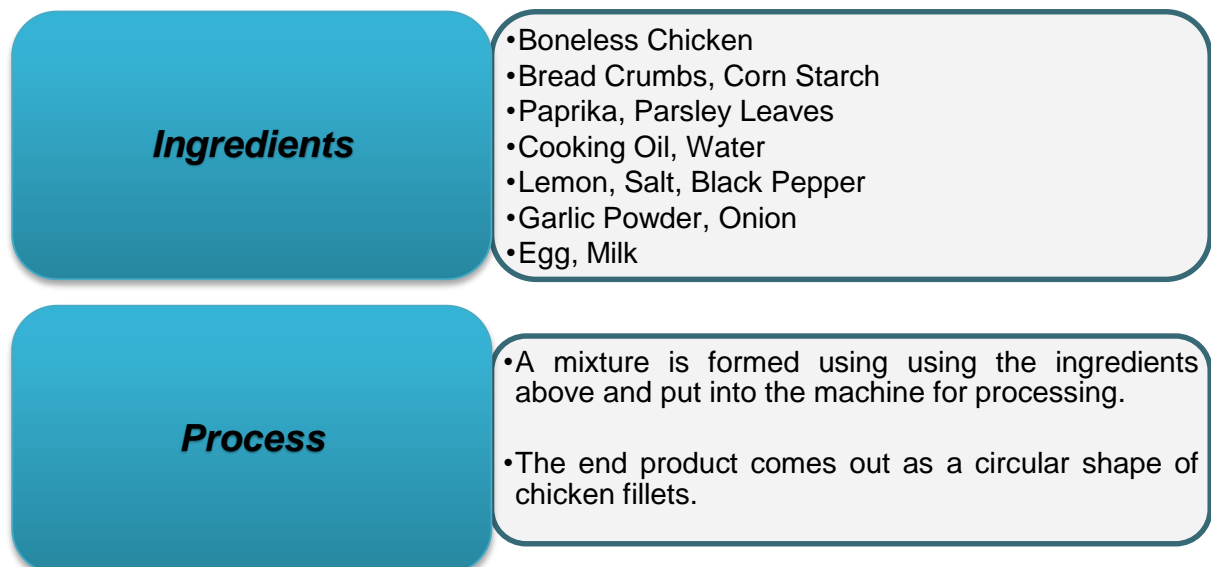 Ingredients
•Boneless Chicken
•Bread Crumbs, Corn Starch
•Paprika, Parsley Leaves
•Cooking Oil, Water
•Lemon, Salt, Black Pepper
•Garlic Powder, Onion
•Egg, Milk
Process
•A mixture is formed using using the ingredients
above and put into the machine for processing.
•The end product comes out as a circular shape of
chicken fillets.